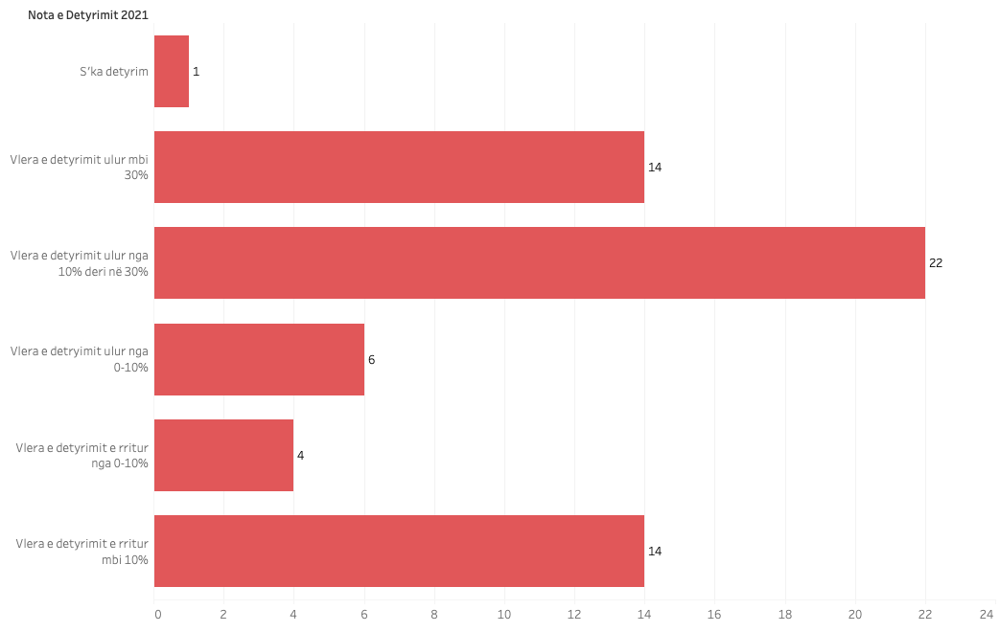 Nota e Detyrimit 2021
S’ka detyrim
1
Vlera e detyrimit ulur mbi
30%
14
Vlera e detyrimit ulur nga
10% deri në 30%
22
Vlera e detryimit ulur nga
0-10%
6
Vlera e detyrimit e rritur
nga 0-10%
4
Vlera e detyrimit e rritur
mbi 10%
14
0 2 4 6 8 10 12 14 16 18 20 22 24